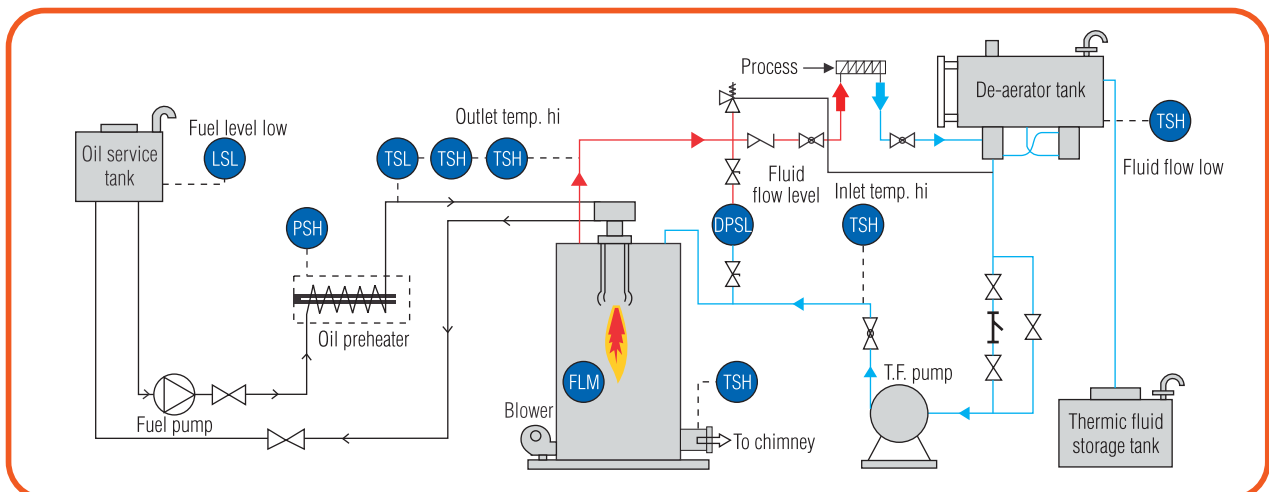 Process
De-aerator tank
Fuel level low
Outlet temp. hi
Oil service
tank
LSL
TSL
TSH
TSH
TSH
Fluid flow low
Fluid
flow level
Inlet temp. hi
PSH
DPSL
TSH
Oil preheater
FLM
TSH
T.F. pump
Fuel pump
Blower
To chimney
Thermic fluid
storage tank